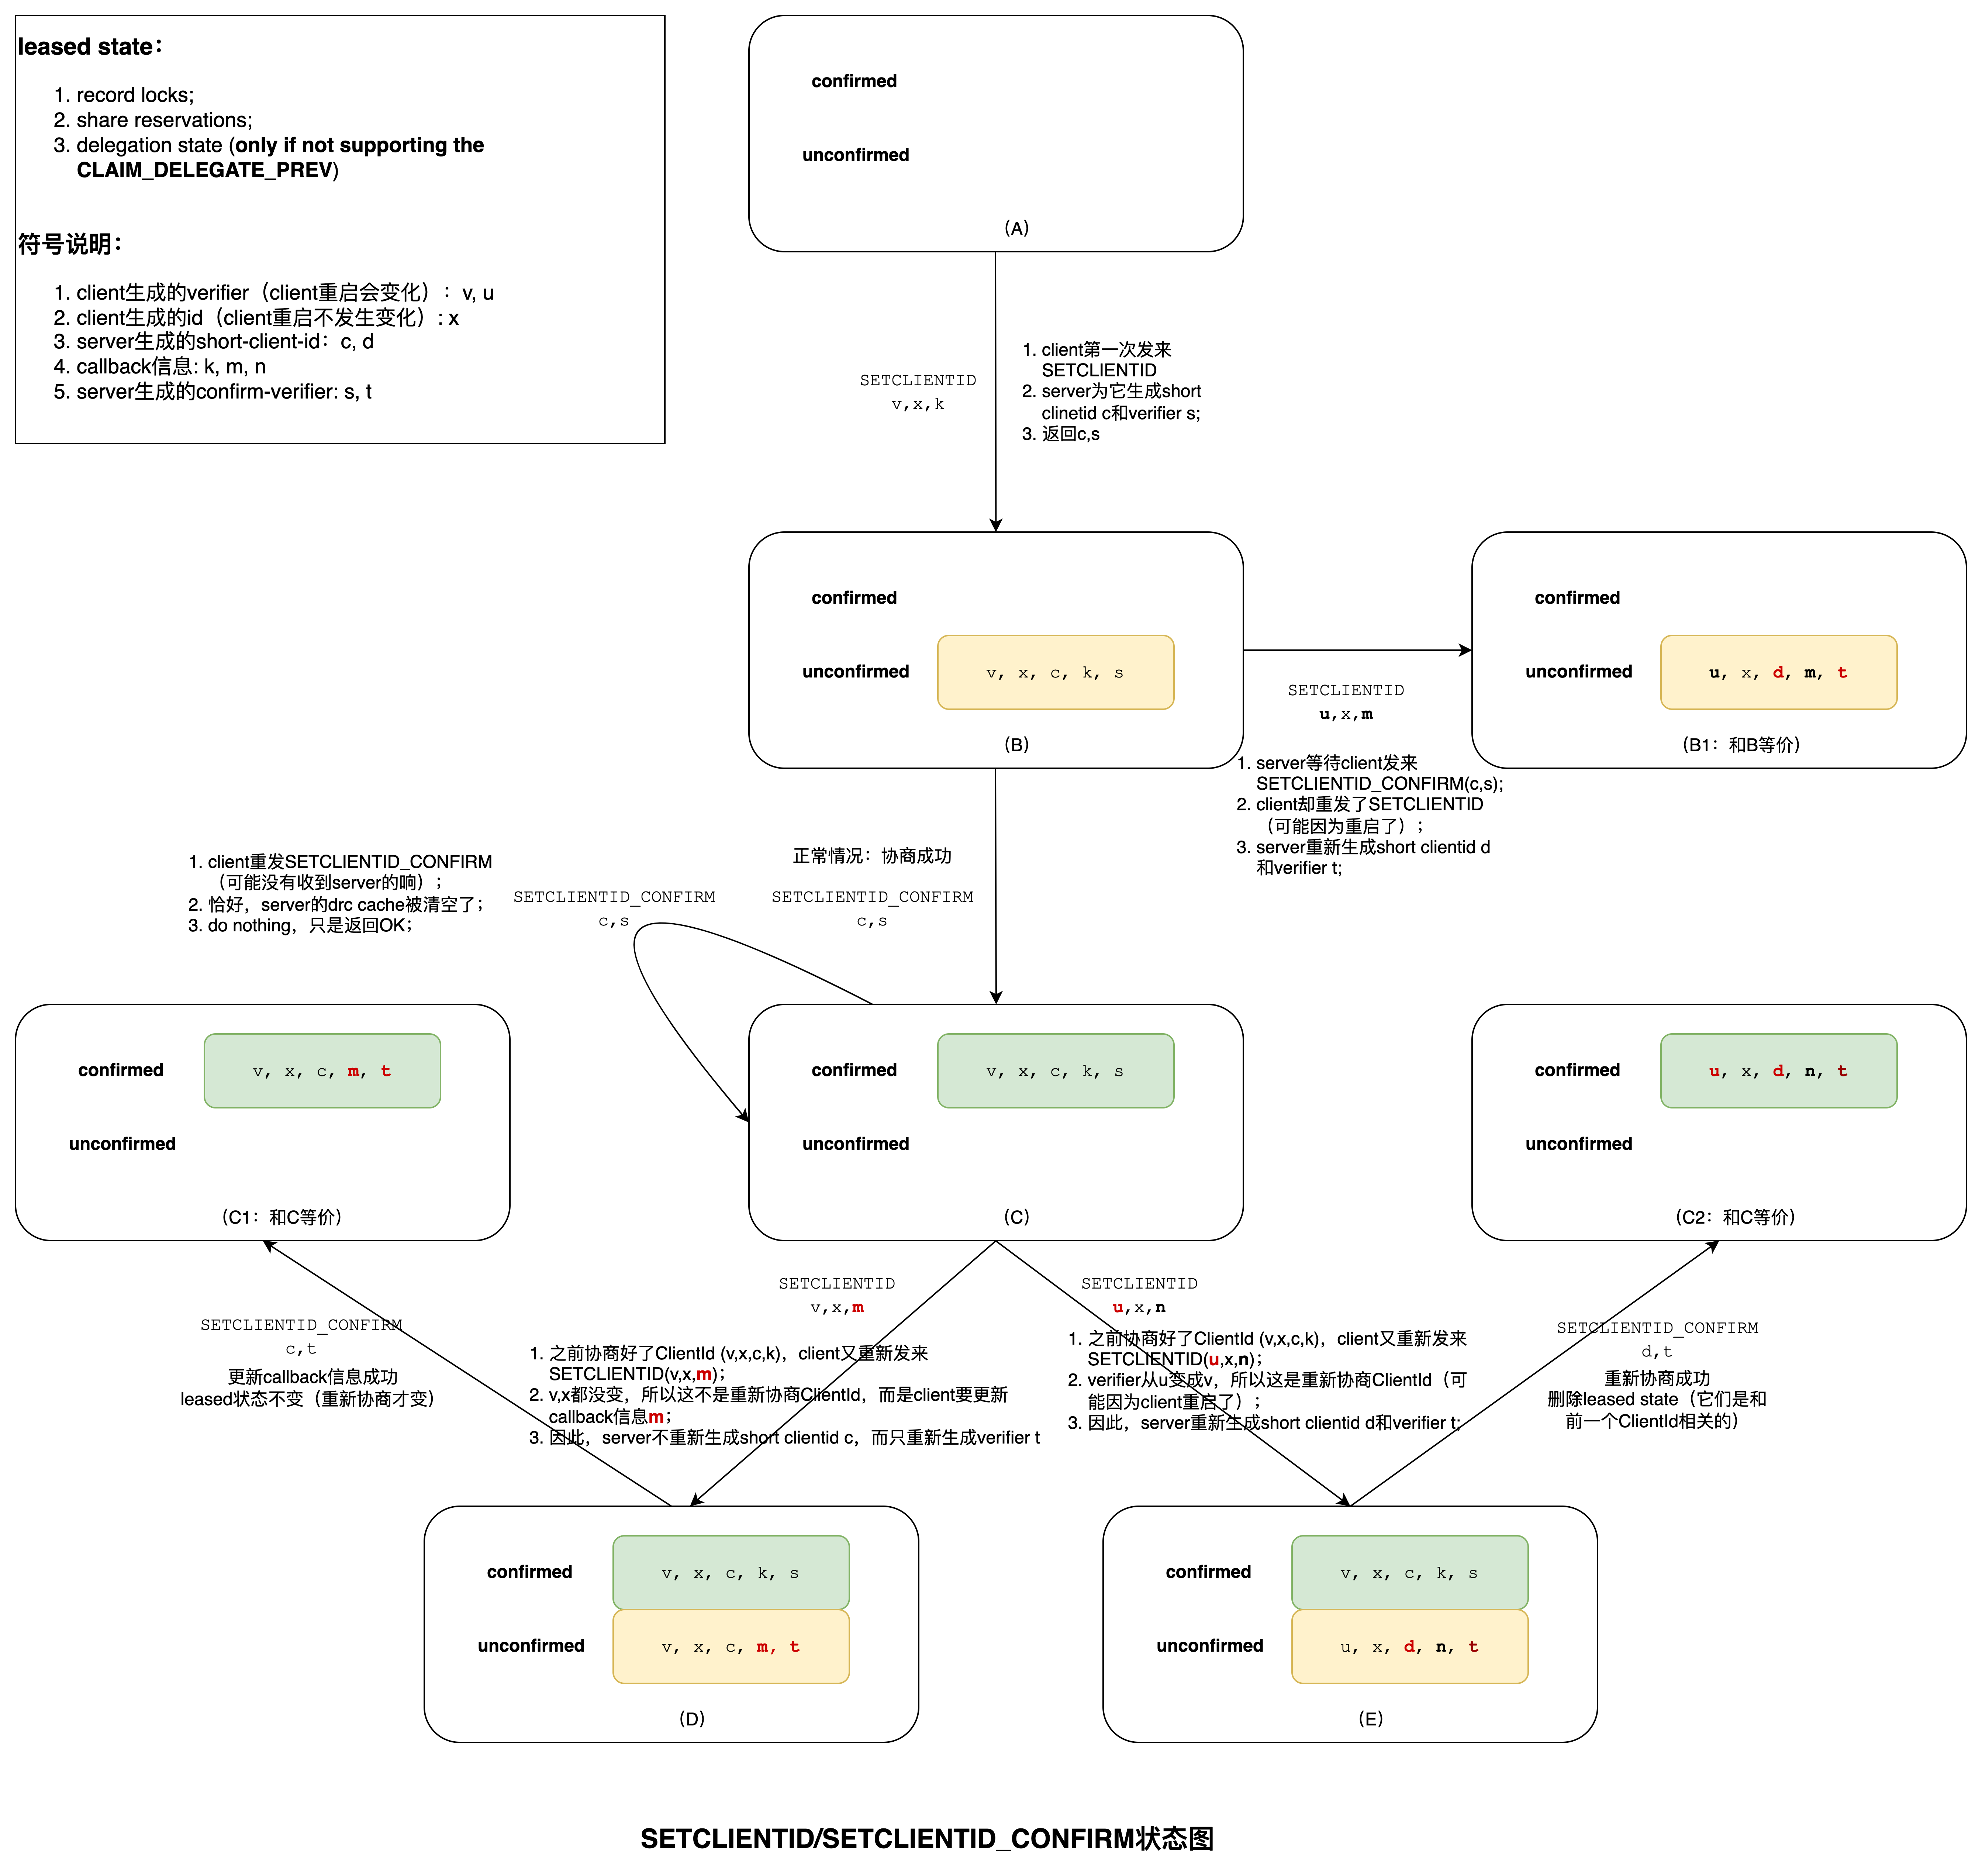 leased state：
1. record locks;
2. share reservations;
3. delegation state (only if not supporting the
CLAIM_DELEGATE_PREV)
符号说明：
1. client生成的verifier（client重启会变化）：v, u
2. client生成的id（client重启不发生变化）: x
3. server生成的short-client-id：c, d
4. callback信息: k, m, n
5. server生成的confirm-verifier: s, t
confirmed
unconfirmed
(A)
SETCLIENTID
v,x,k
1. client第一次发来
SETCLIENTID
2. server为它生成short
clinetid c和verifier s;
3. 返回c,s
confirmed
unconfirmed
v, x, c, k, s
(B)
SETCLIENTID
u,x,m
1. server等待client发来
SETCLIENTID_CONFIRM(c,s);
2. client却重发了SETCLIENTID
（可能因为重启了）；
3. server重新生成short clientid d
和verifier t;
confirmed
unconfirmed
u, x, d, m, t
(B1：和B等价)
1. client重发SETCLIENTID_CONFIRM
（可能没有收到server的响）；
2. 恰好，server的drc cache被清空了；
3. do nothing，只是返回OK；
SETCLIENTID_CONFIRM
c,s
正常情况：协商成功
SETCLIENTID_CONFIRM
c,s
confirmed
v, x, c, m, t
unconfirmed
(C1：和C等价)
confirmed
v, x, c, k, s
unconfirmed
(C)
confirmed
u, x, d, n, t
unconfirmed
(C2：和C等价)
SETCLIENTID_CONFIRM
c,t
更新callback信息成功
leased状态不变（重新协商才变）
SETCLIENTID
v,x,m
1. 之前协商好了ClientId (v,x,c,k)，client又重新发来
SETCLIENTID(v,x,m)；
2. v,x都没变，所以这不是重新协商ClientId，而是client要更新
callback信息m；
3. 因此，server不重新生成short clientid c，而只重新生成verifier t
SETCLIENTID
u,x,n
1. 之前协商好了ClientId (v,x,c,k)，client又重新发来
SETCLIENTID(u,x,n)；
2. verifier从u变成v，所以这是重新协商ClientId（可
能因为client重启了）；
3. 因此，server重新生成short clientid d和verifier t;
SETCLIENTID_CONFIRM
d,t
重新协商成功
删除leased state（它们是和
前一个ClientId相关的）
confirmed
v, x, c, k, s
unconfirmed
v, x, c, m, t
(D)
confirmed
v, x, c, k, s
unconfirmed
u, x, d, n, t
(E)
SETCLIENTID/SETCLIENTID_CONFIRM状态图